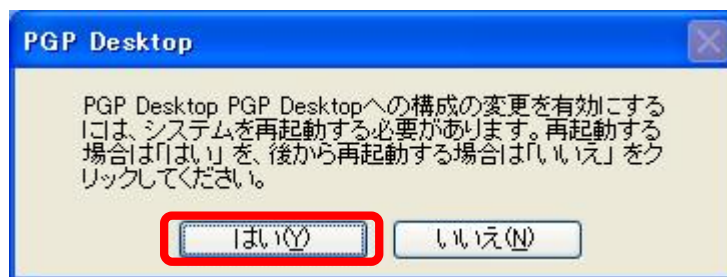 PGP Desktop
PGP Desktop PGP Desktopへの構成の変更を有効にする
には、システムを再起動する必要があります。再起動する
場合は「はい」を、後から再起動する場合は「いいえ」をク
リックしてください。
はい(Y) いいえ(N)